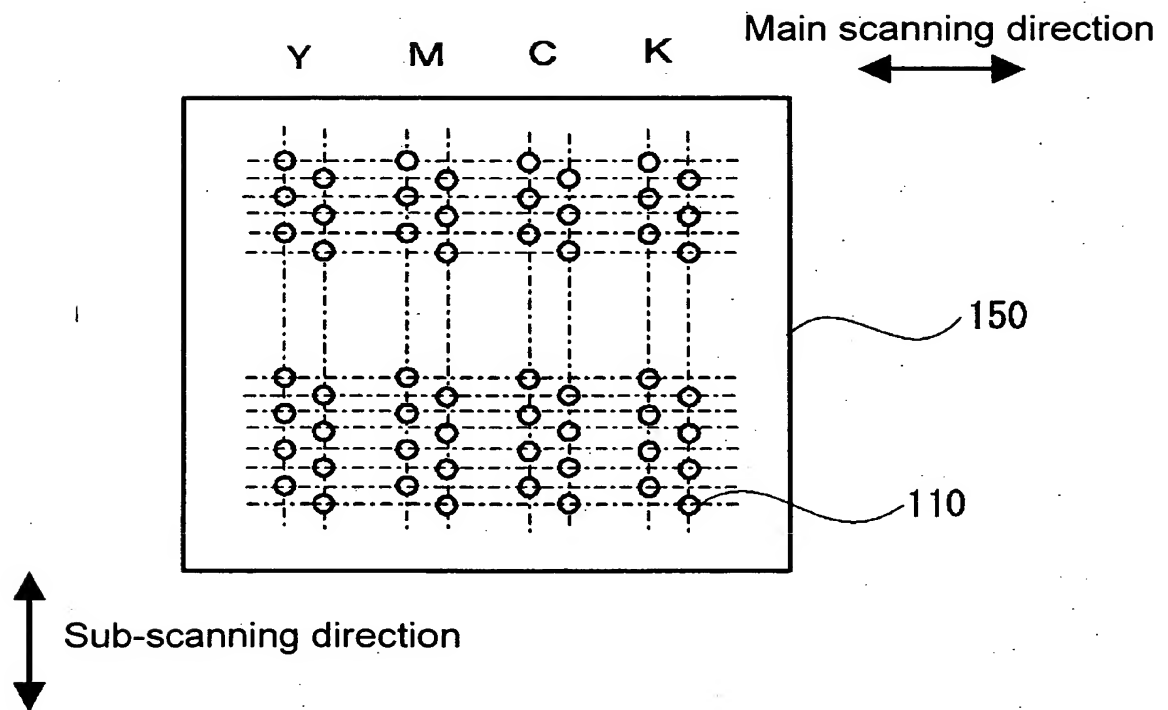 Main scanning direction
Y M C K
150
110
Sub-scanning direction